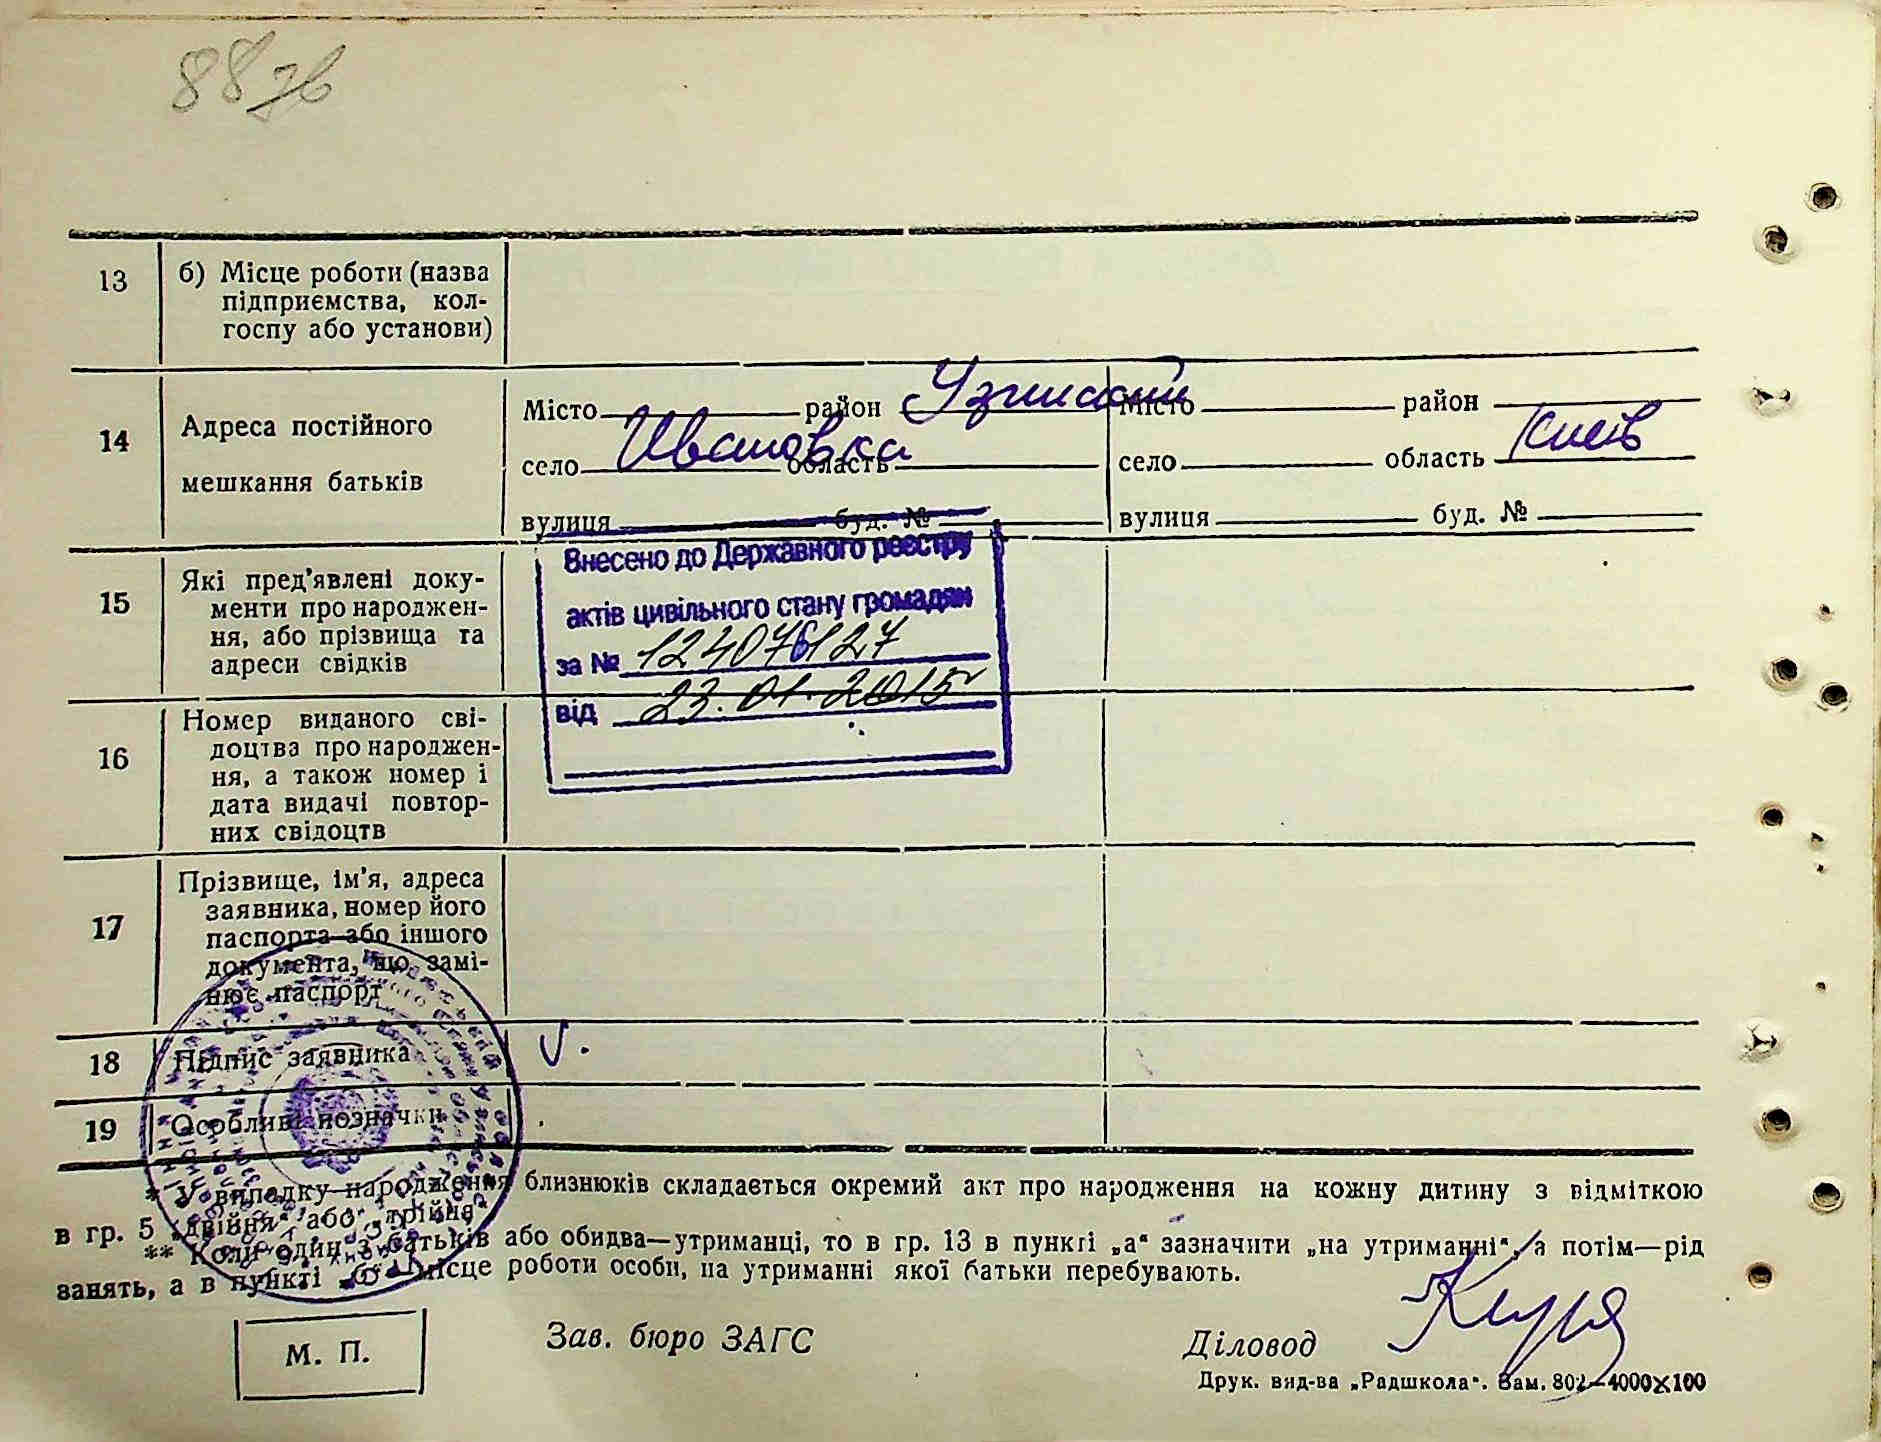 88зв
13
б) Місце роботи (назва
підприємства, кол-
госпу або установи)
14
Адреса постійного
мешкання батьків
Місто район Узинский
село Ивановка область
вулиця буд. №
Місто район
село область Киев
вулиця буд. №
15
Які пред'явлені доку-
менти про народжен-
ня, або прізвища та
адреси свідків
Внесено до Державного реєстру
актів цивільного стану громадян
за № 124076127
від 23.01.2015
16
Номер виданого сві-
доцтва про народжен-
ня, а також номер і
дата видачі повтор-
них свідоцтв
17
Прізвище, ім'я, адреса
заявника, номер його
паспорта або іншого
документа, що замі-
нює паспорт
18
Підпис заявника
19
Особливі позначки
* У випадку народження близнюків складається окремий акт про народження на кожну дитину з відміткою
в гр. 5 „двійня“ або „трійня“
** Коли один з батьків або обидва—утриманці, то в гр. 13 в пункті „а“ зазначити „на утриманні“, а потім—рід
занять, а в пункті „б“ — місце роботи особи, на утриманні якої батьки перебувають.
М. П.
Зав. бюро ЗАГС
Діловод
Друк. вид-ва „Радшкола“. Зам. 802—4000×100